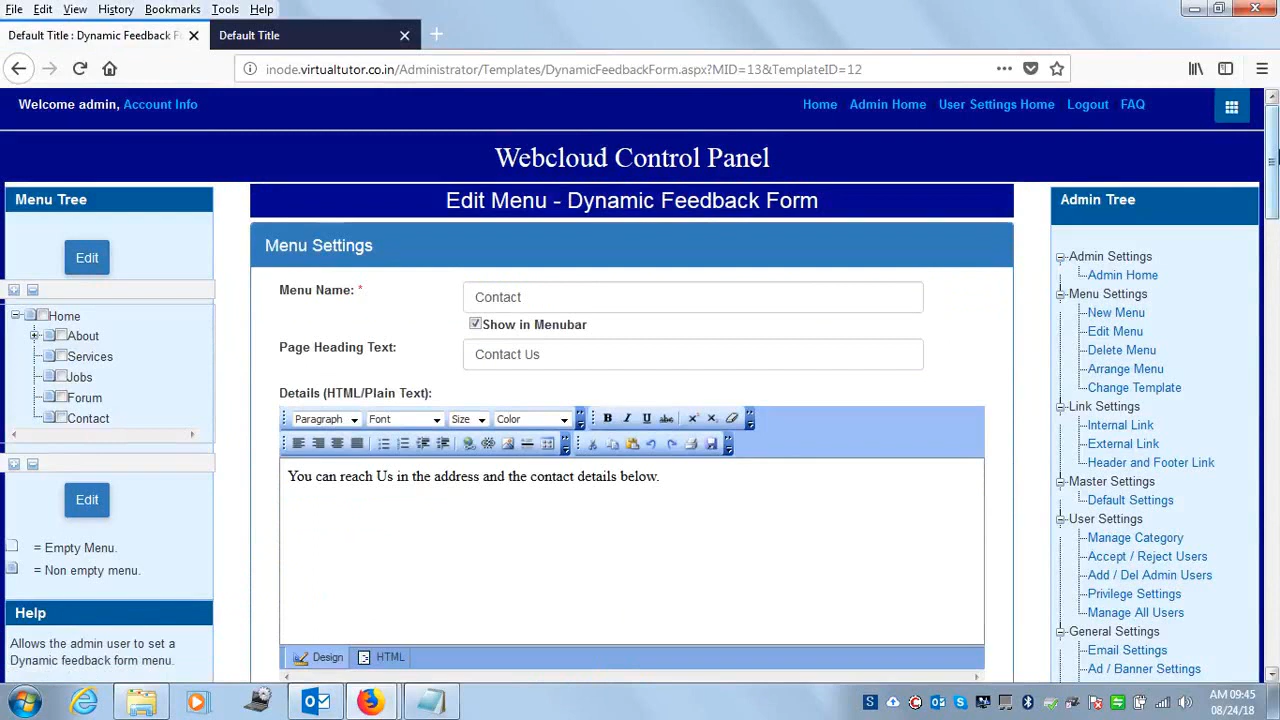 File Edit View History Bookmarks Tools Help
Default Title : Dynamic Feedback F
Default Title
inode.virtualtutor.co.in/Administrator/Templates/DynamicFeedbackForm.aspx?MID=13&TemplateID=12
Welcome admin, Account Info
Home Admin Home User Settings Home Logout FAQ
Webcloud Control Panel
Menu Tree
Edit
Home
About
Services
Jobs
Forum
Contact
Edit
= Empty Menu.
= Non empty menu.
Help
Allows the admin user to set a
Dynamic feedback form menu.
Edit Menu - Dynamic Feedback Form
Menu Settings
Menu Name: *
Contact
Show in Menubar
Page Heading Text:
Contact Us
Details (HTML/Plain Text):
Paragraph Font Size Color B I U abc
You can reach Us in the address and the contact details below.
Design HTML
Admin Tree
Admin Settings
Admin Home
Menu Settings
New Menu
Edit Menu
Delete Menu
Arrange Menu
Change Template
Link Settings
Internal Link
External Link
Header and Footer Link
Master Settings
Default Settings
User Settings
Manage Category
Accept / Reject Users
Add / Del Admin Users
Privilege Settings
Manage All Users
General Settings
Email Settings
Ad / Banner Settings
AM 09:45
08/24/18